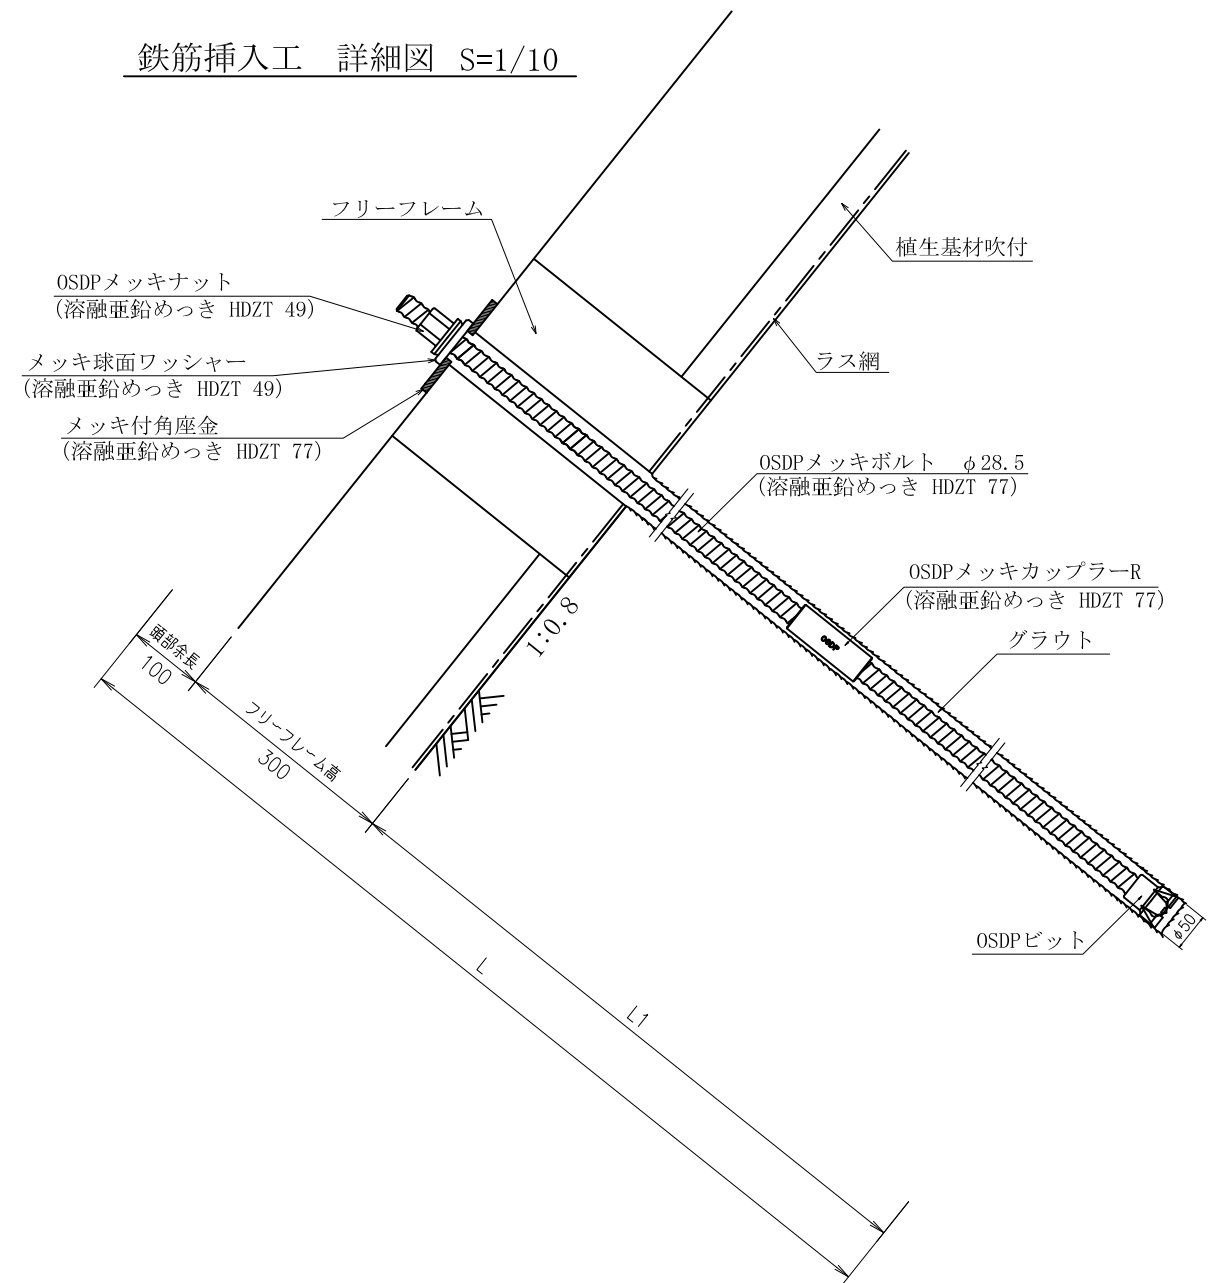 鉄筋挿入工　詳細図 S=1/10
フリーフレーム
植生基材吹付
OSDPメッキナット
(溶融亜鉛めっき HDZT 49)
メッキ球面ワッシャー
(溶融亜鉛めっき HDZT 49)
ラス網
メッキ付角座金
(溶融亜鉛めっき HDZT 77)
OSDPメッキボルト　φ28.5
(溶融亜鉛めっき HDZT 77)
OSDPメッキカップラーR
(溶融亜鉛めっき HDZT 77)
グラウト
OSDP
1:0.8
頭部余長
100
フリーフレーム高
300
OSDPビット
φ50
L
L1